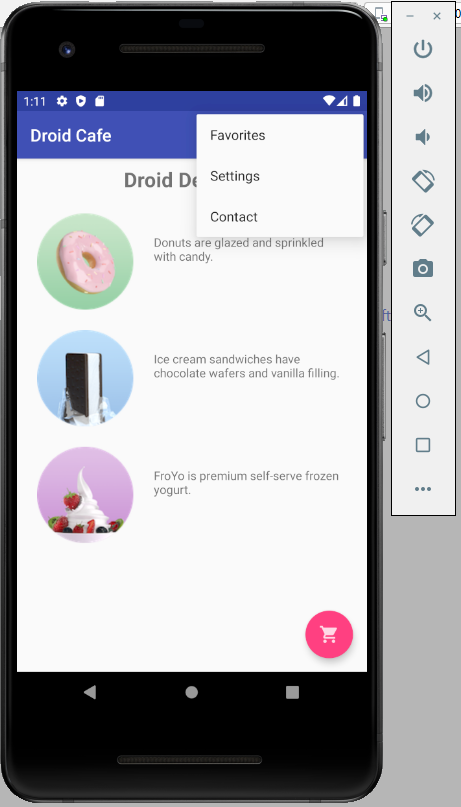 1:11
Droid Cafe
Favorites
Settings
Contact
Droid De
Donuts are glazed and sprinkled
with candy.
Ice cream sandwiches have
chocolate wafers and vanilla filling.
FroYo is premium self-serve frozen
yogurt.
ft